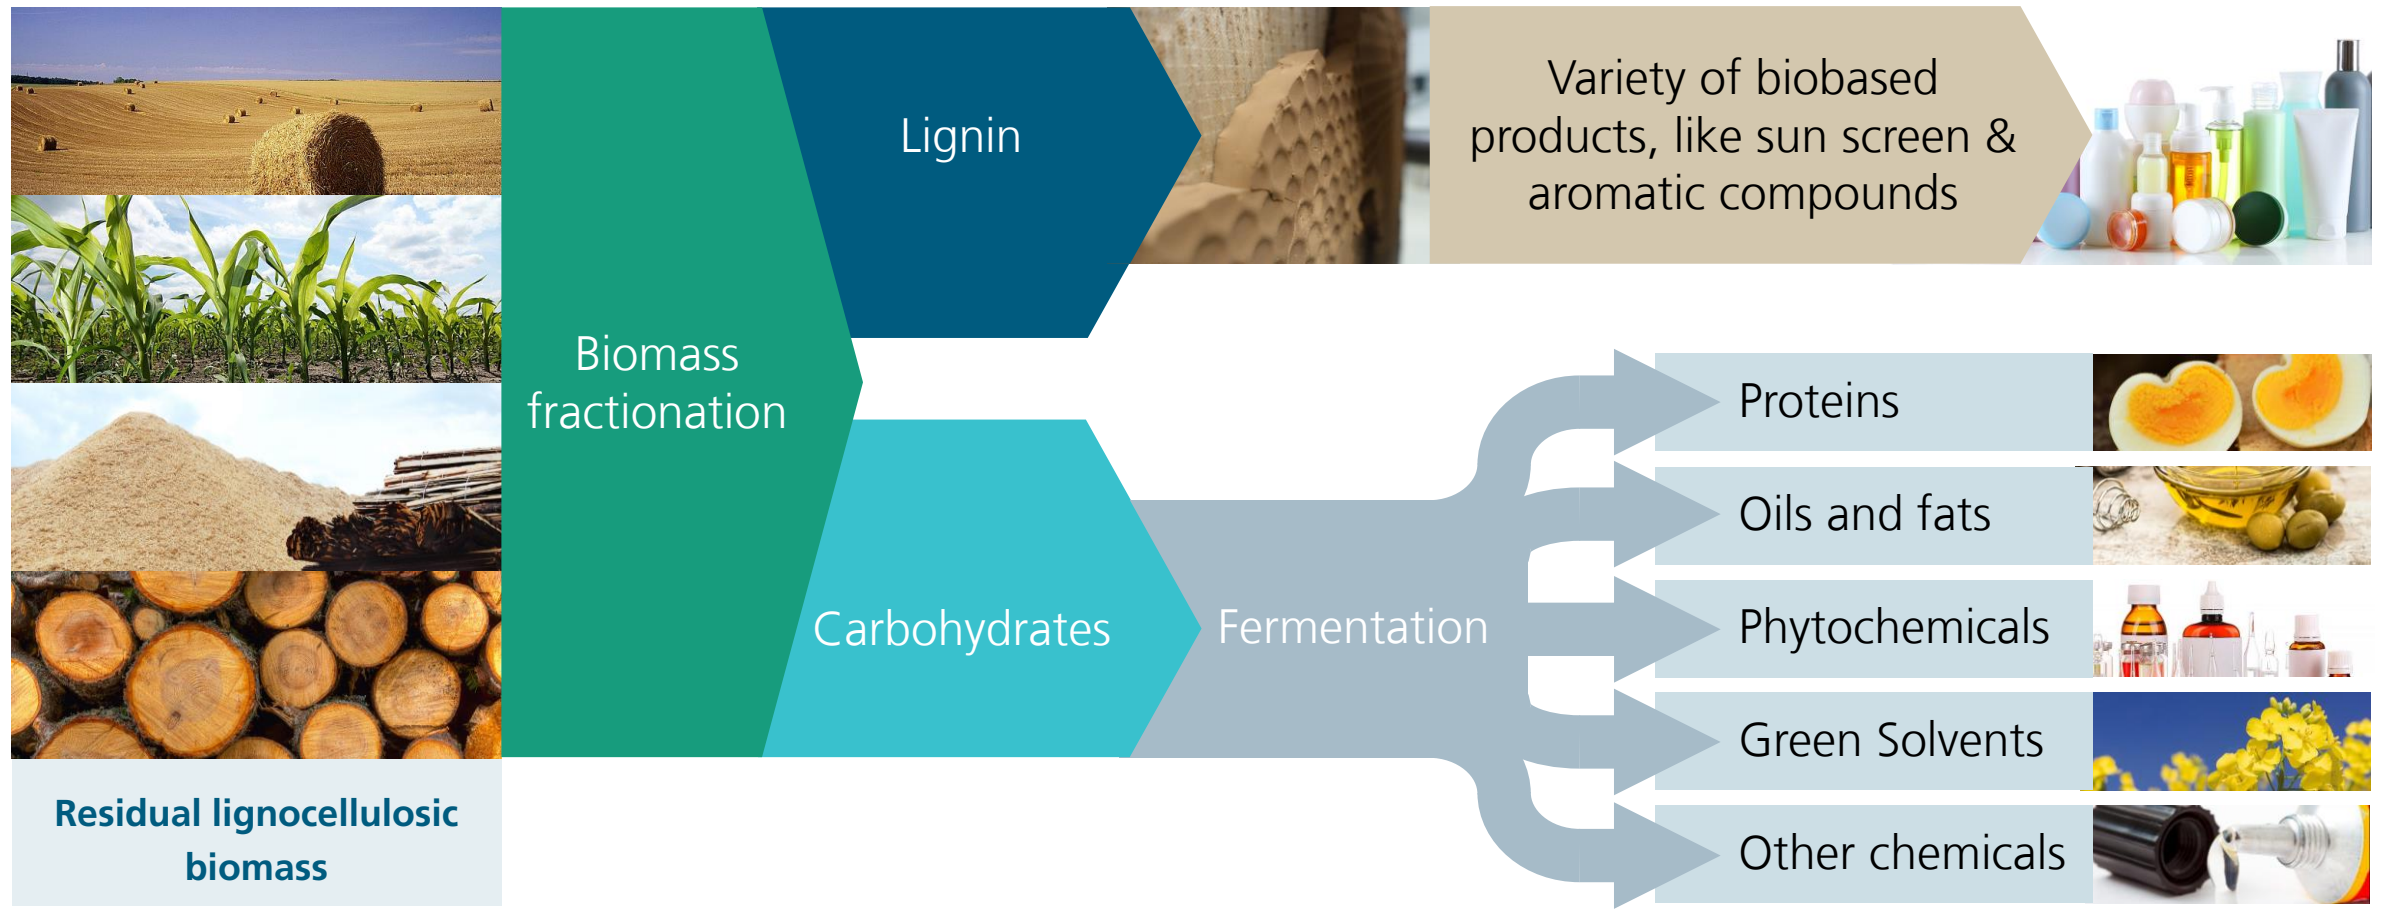 Residual lignocellulosic
biomass
Biomass
fractionation
Lignin
Variety of biobased
products, like sun screen &
aromatic compounds
Carbohydrates
Fermentation
Proteins
Oils and fats
Phytochemicals
Green Solvents
Other chemicals